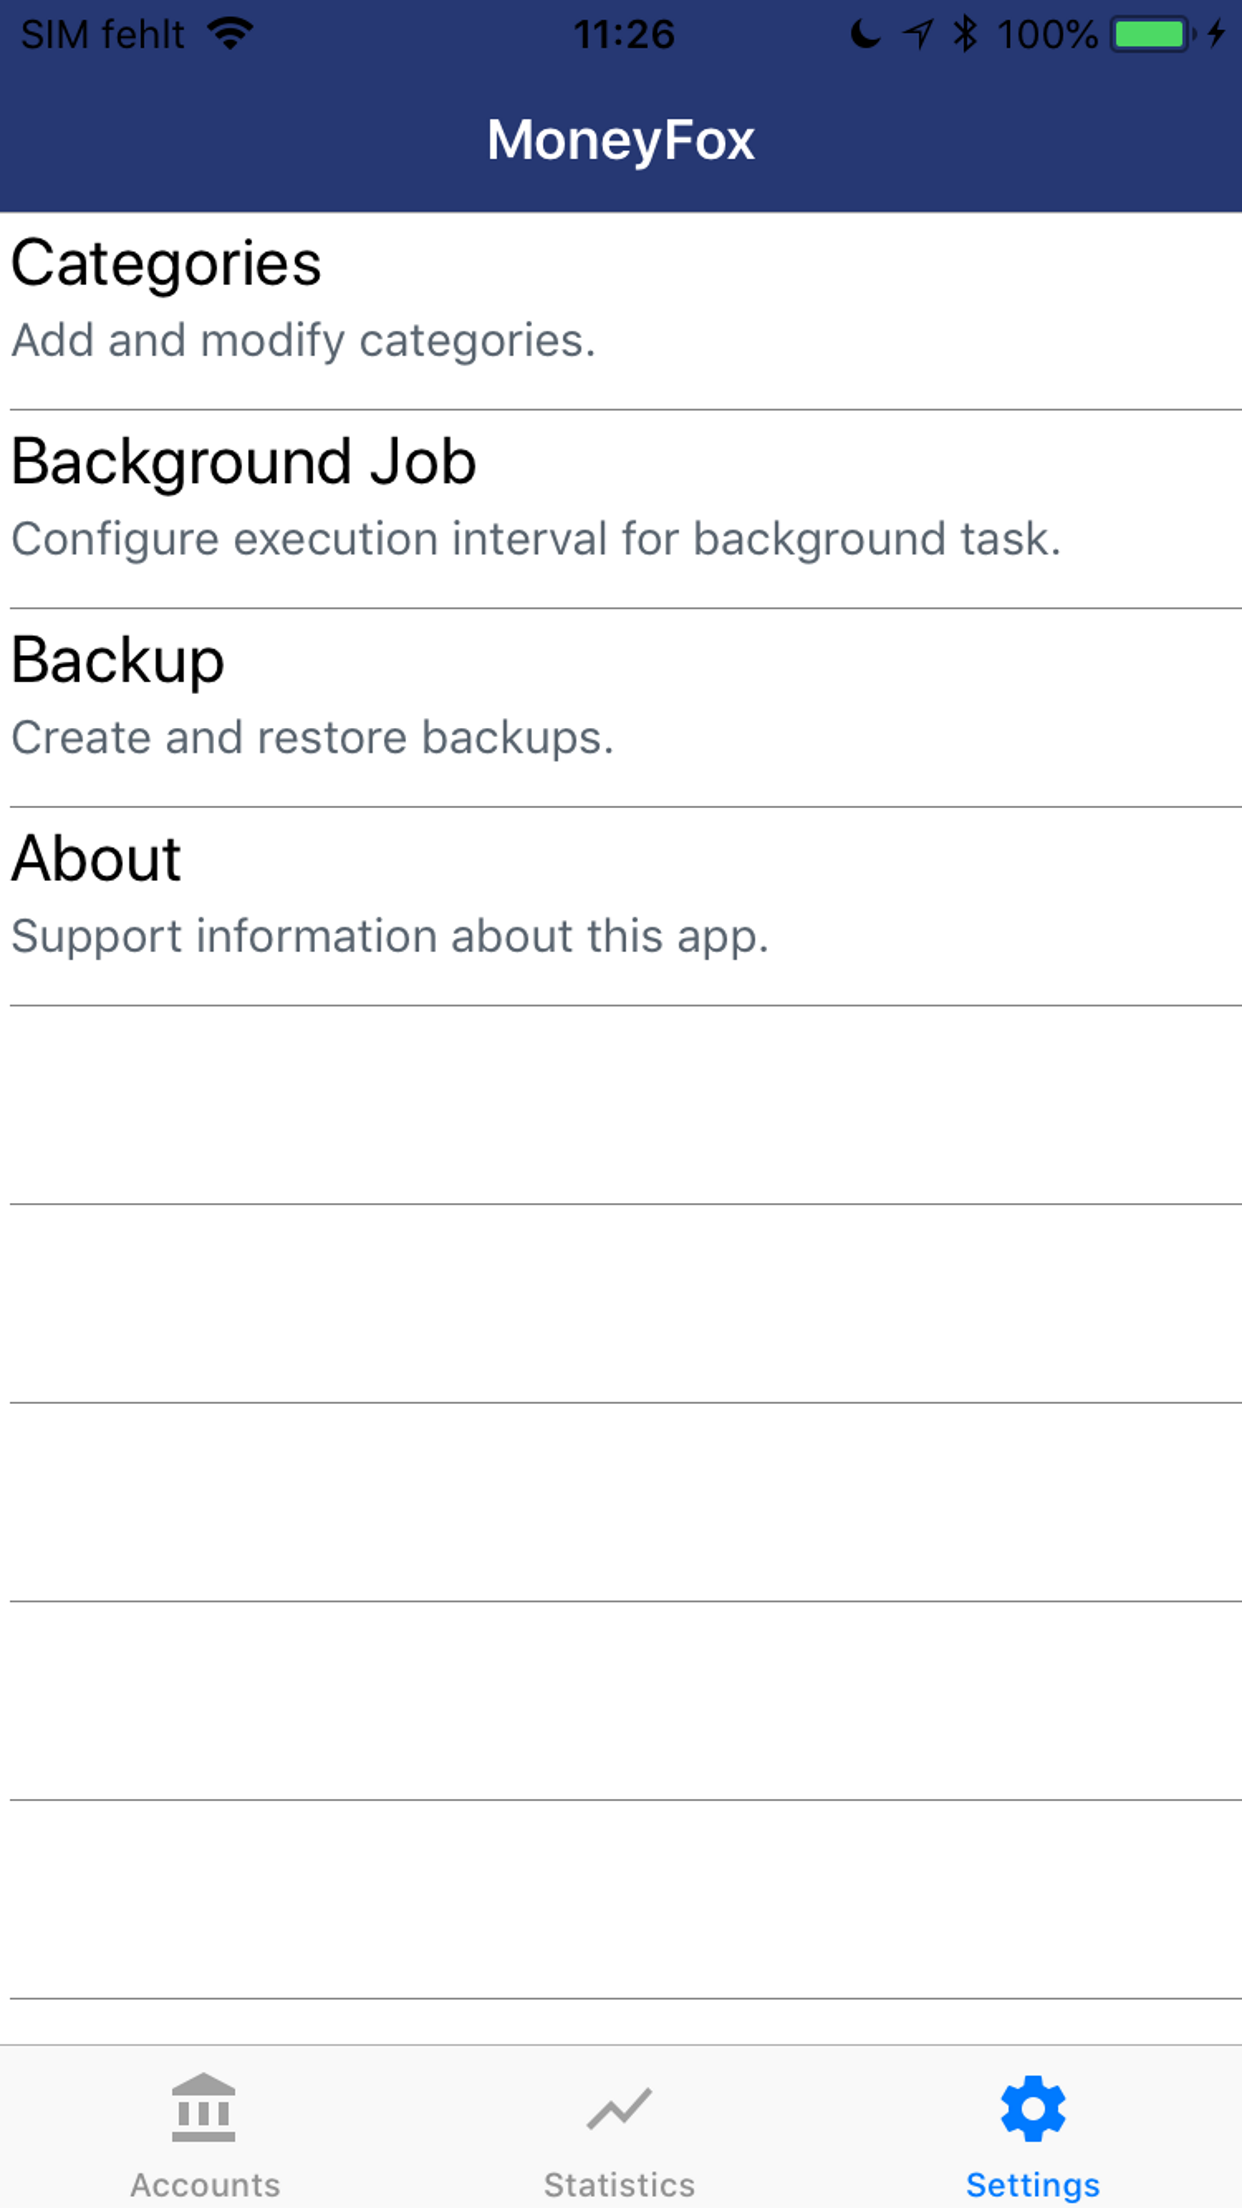 SIM fehlt 11:26 100%
MoneyFox
Categories
Add and modify categories.
Background Job
Configure execution interval for background task.
Backup
Create and restore backups.
About
Support information about this app.
Accounts Statistics Settings